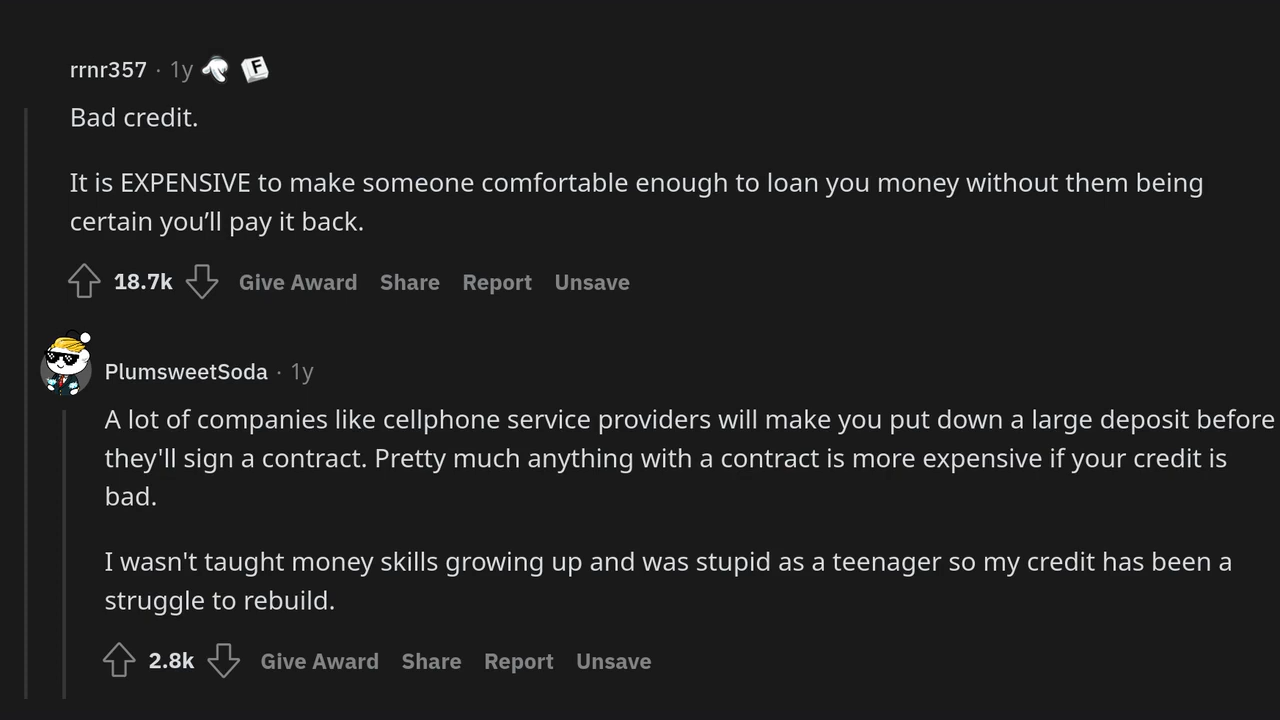 rrnr357 · 1y
F
Bad credit.
It is EXPENSIVE to make someone comfortable enough to loan you money without them being
certain you’ll pay it back.
18.7k Give Award Share Report Unsave
PlumsweetSoda · 1y
A lot of companies like cellphone service providers will make you put down a large deposit before
they'll sign a contract. Pretty much anything with a contract is more expensive if your credit is
bad.
I wasn't taught money skills growing up and was stupid as a teenager so my credit has been a
struggle to rebuild.
2.8k Give Award Share Report Unsave